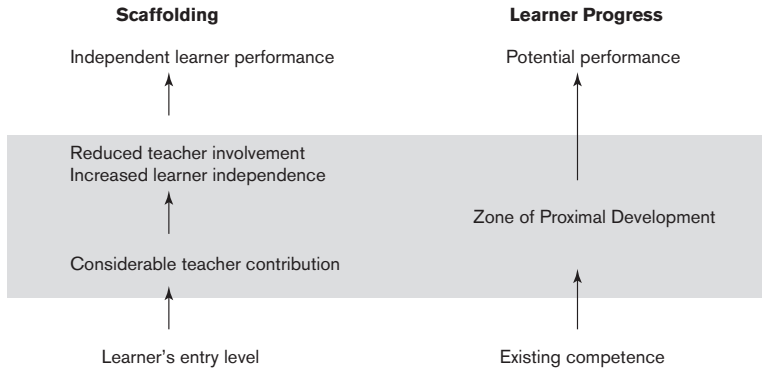 Scaffolding
Learner Progress
Independent learner performance
Potential performance
Reduced teacher involvement
Increased learner independence
Zone of Proximal Development
Considerable teacher contribution
Learner’s entry level
Existing competence